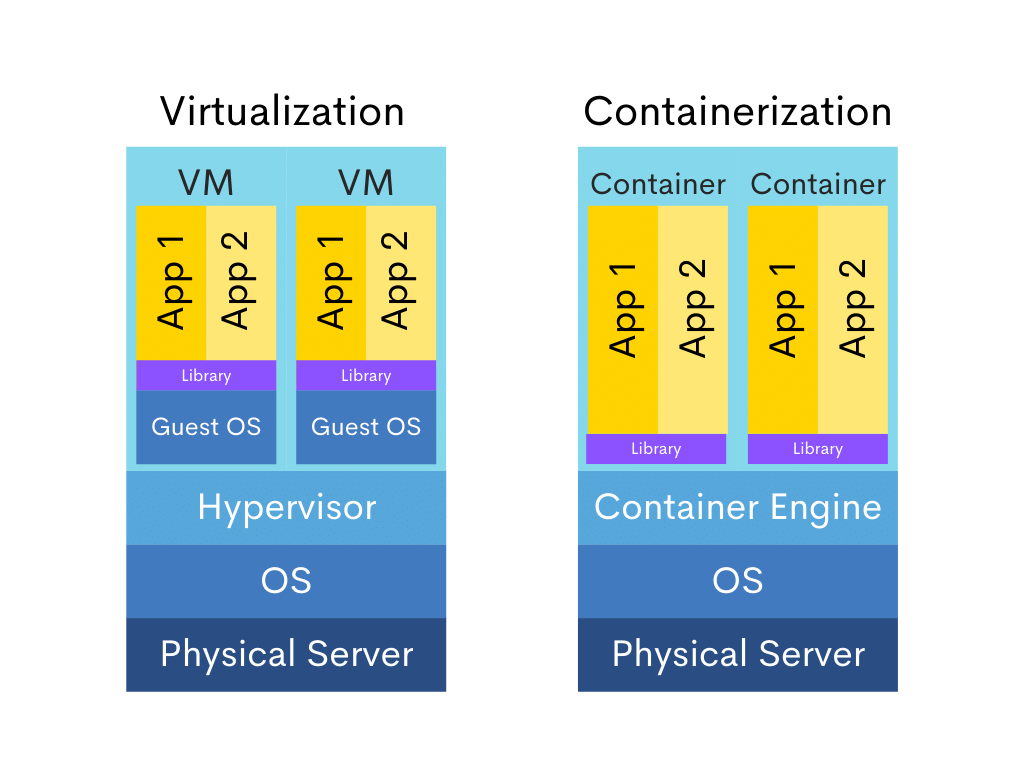 Virtualization
VM
VM
App 1
App 2
App 1
App 2
Library
Library
Guest OS
Guest OS
Hypervisor
OS
Physical Server
Containerization
Container
Container
App 1
App 2
App 1
App 2
Library
Library
Container Engine
OS
Physical Server